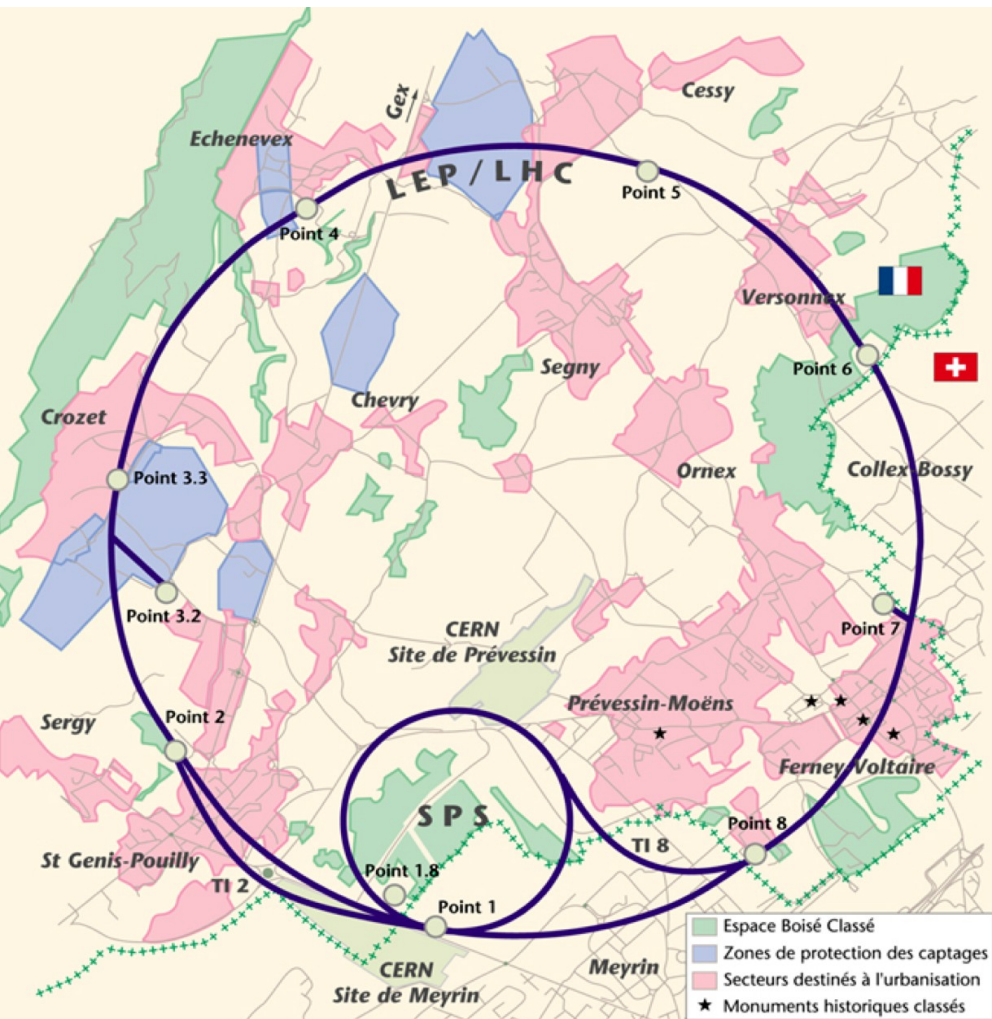 Cessy
Gex
Echenevex
LEP/LHC
Point 5
Point 4
Versonnex
Point 6
Segny
Chevry
Crozet
Ornex
Collex-Bossy
Point 3.3
Point 3.2
Point 7
CERN
Site de Prévessin
Prévessin-Moëns
Point 2
Sergy
Ferney-Voltaire
SPS
Point 8
TI 8
St Genis-Pouilly
Point 1.8
TI 2
Point 1
CERN
Site de Meyrin
Meyrin
Espace Boisé Classé
Zones de protection des captages
Secteurs destinés à l'urbanisation
Monuments historiques classés